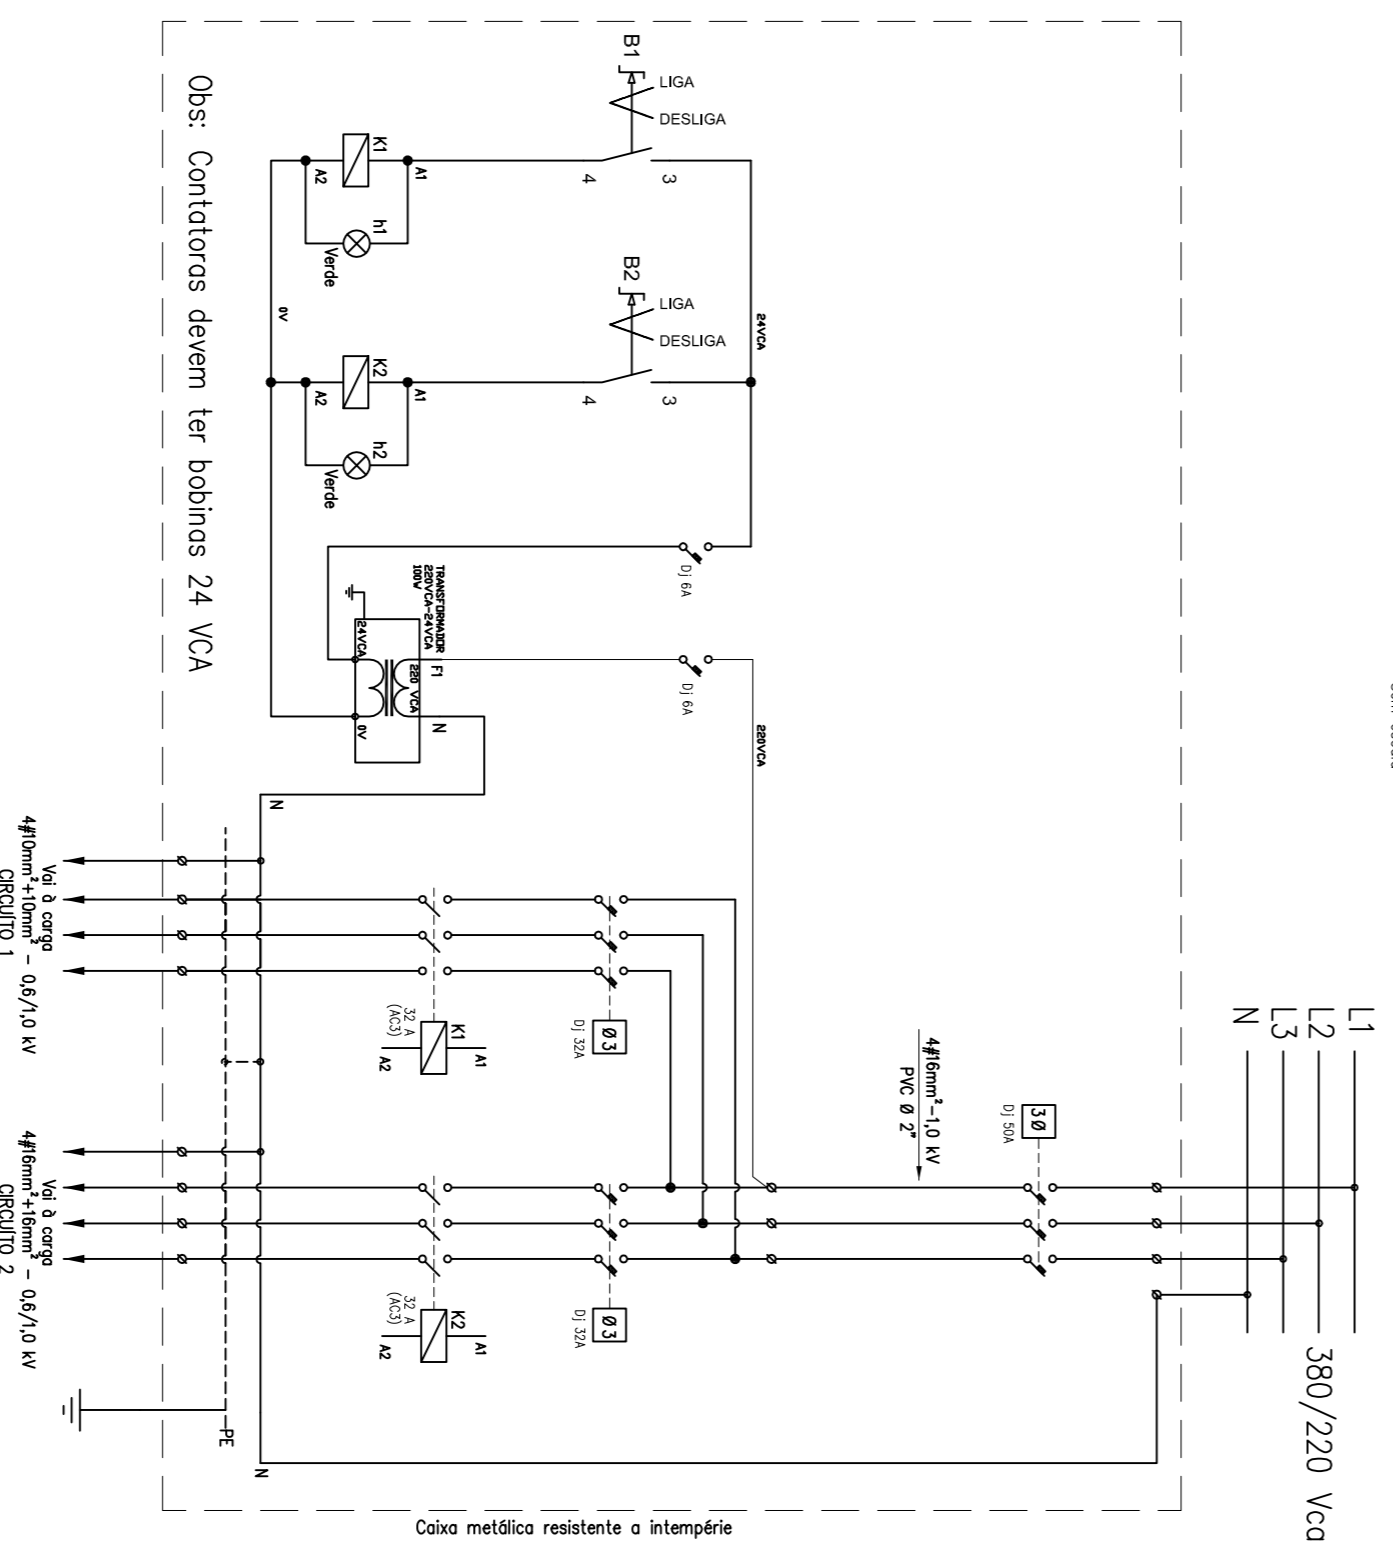 B1
LIGA
DESLIGA
3
4
K1
A1
A2
h1
Verde
B2
LIGA
DESLIGA
3
4
K2
A1
A2
h2
Verde
0V
24VCA
Obs: Contatoras devem ter bobinas 24 VCA
Dj 6A
Dj 6A
TRANSFORMADOR
220VCA-24VCA
100W
F1
24VCA
220 VCA
0V
N
220VCA
N
Vai à carga
4#10mm²+10mm² - 0,6/1,0 kV
CIRCUÍTO 1
K1
A1
A2
32 A
(AC3)
Ø3
Dj 32A
4#16mm²-1,0 kV
PVC Ø 2"
3Ø
Dj 50A
L1
L2
L3
N
380/220 Vca
Vai à carga
4#16mm²+16mm² - 0,6/1,0 kV
CIRCUÍTO 2
K2
A1
A2
32 A
(AC3)
Ø3
Dj 32A
PE
N
Caixa metálica resistente a intempérie